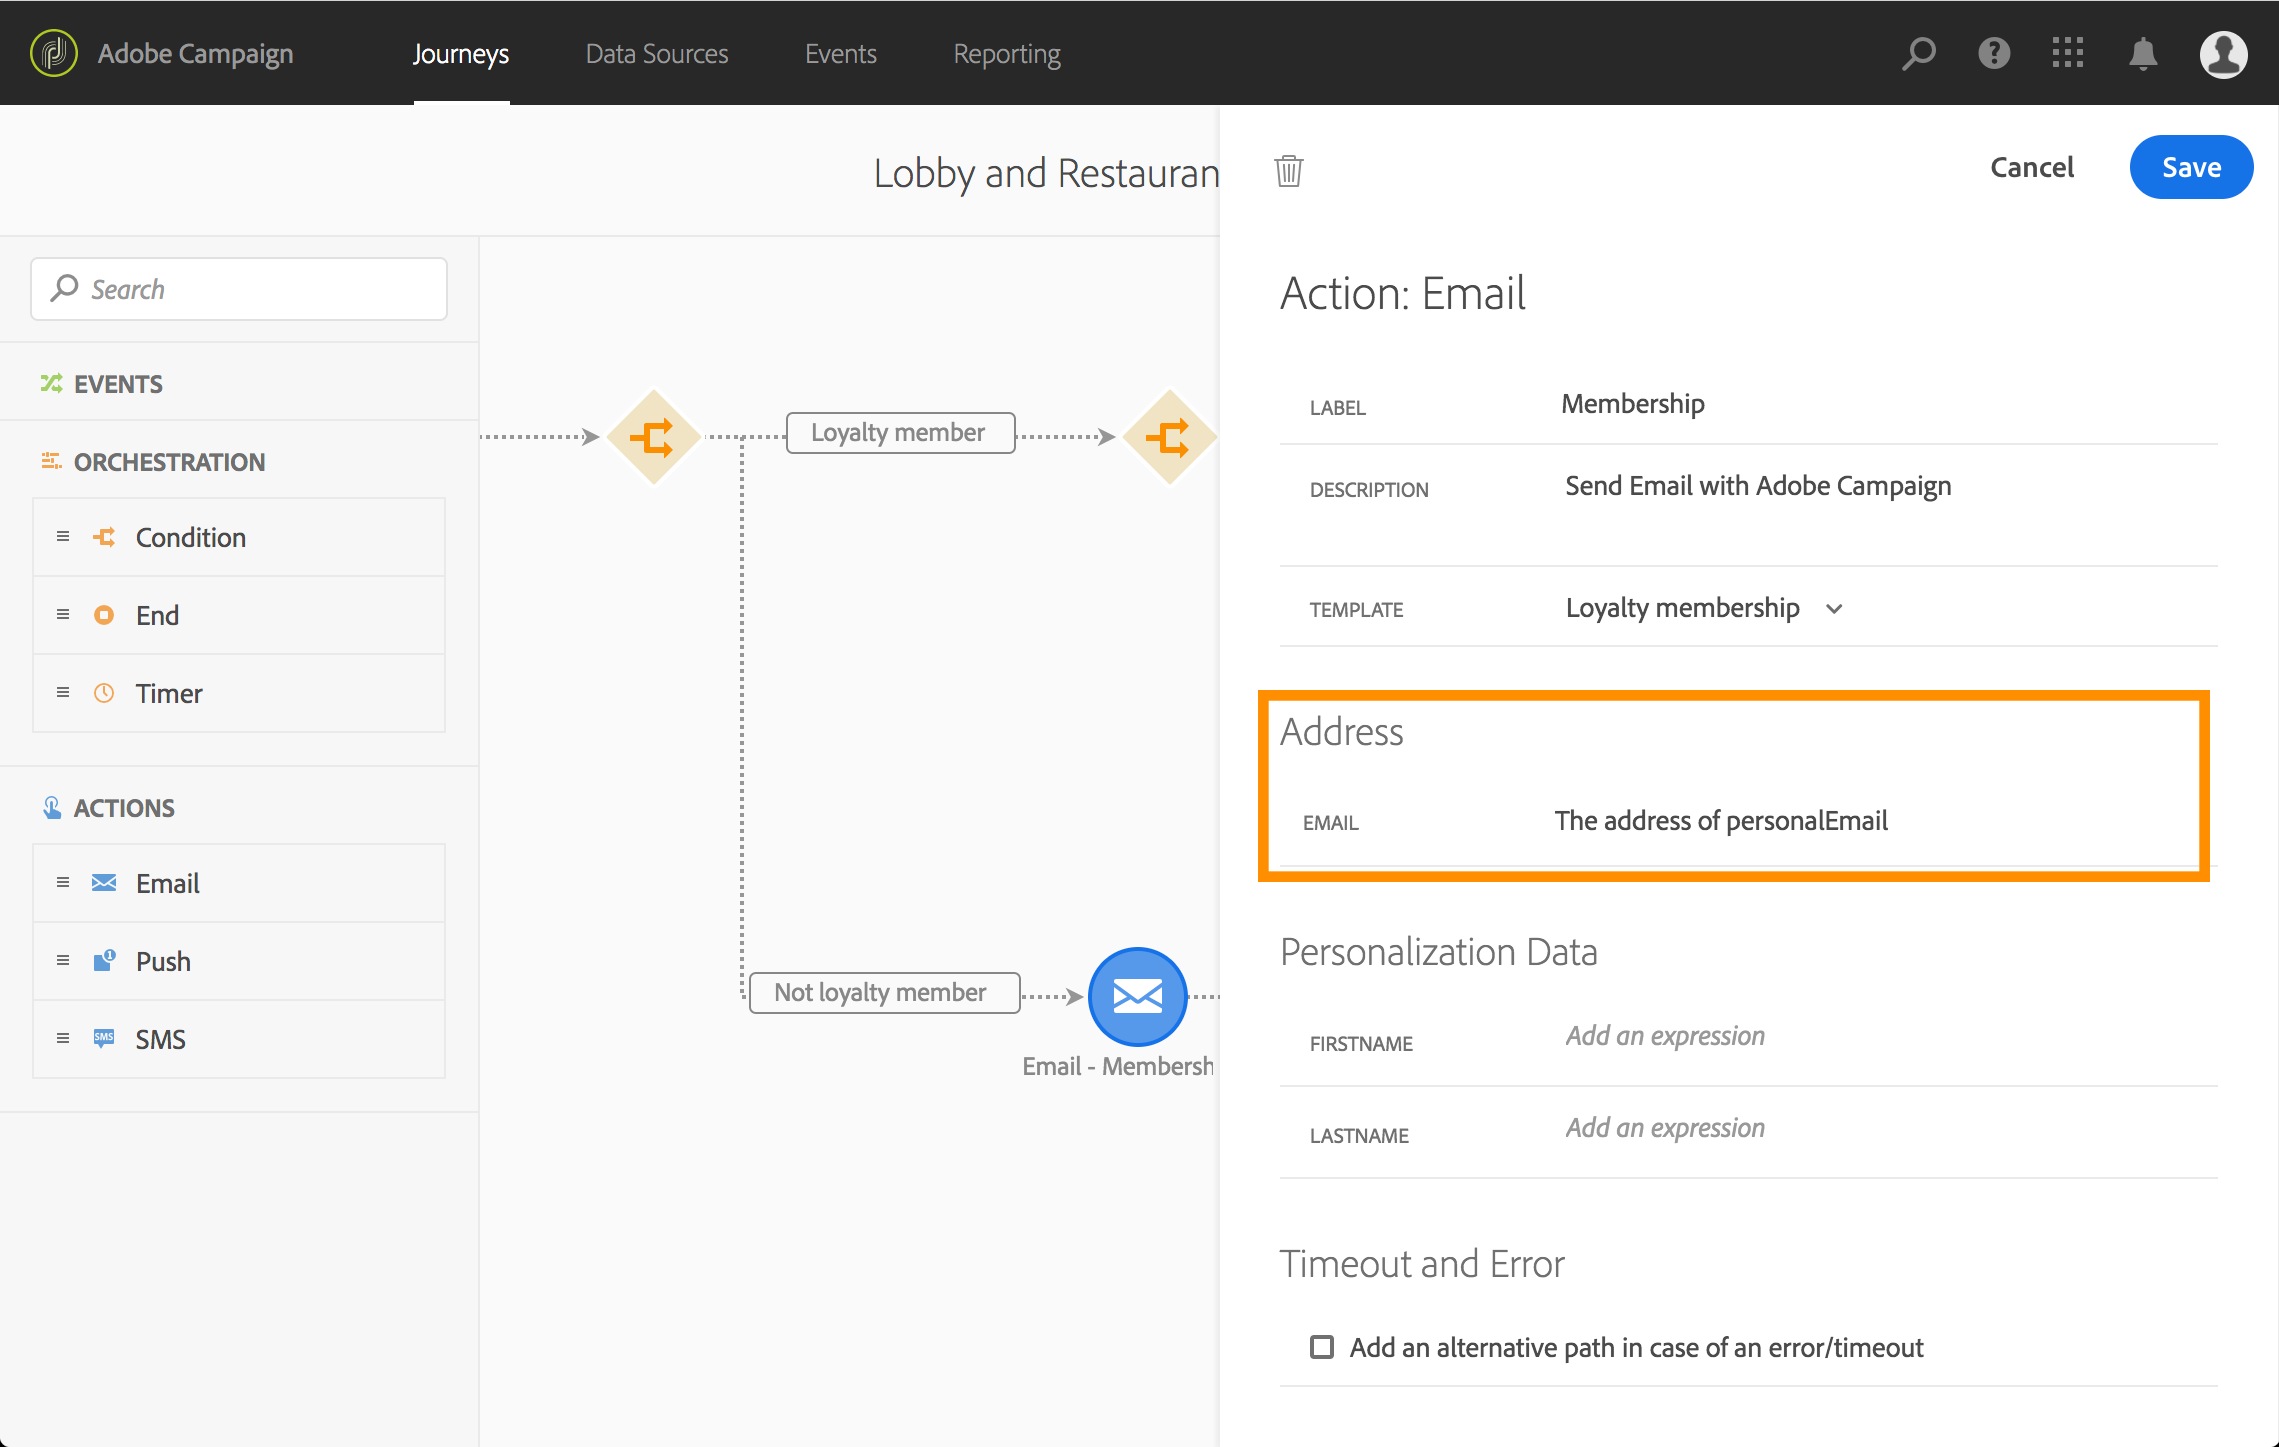 Adobe Campaign
Journeys
Data Sources
Events
Reporting
Lobby and Restauran
Cancel
Save
Search
EVENTS
ORCHESTRATION
Condition
End
Timer
ACTIONS
Email
Push
1
SMS
SMS
Loyalty member
Not loyalty member
Email - Membersh
Action: Email
LABEL Membership
DESCRIPTION Send Email with Adobe Campaign
TEMPLATE Loyalty membership
Address
EMAIL The address of personalEmail
Personalization Data
FIRSTNAME Add an expression
LASTNAME Add an expression
Timeout and Error
Add an alternative path in case of an error/timeout